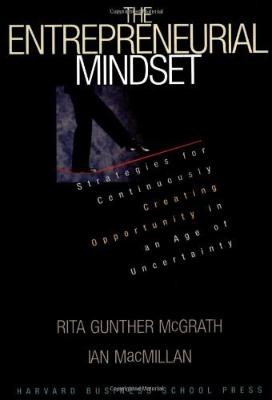 THE
ENTREPRENEURIAL
MINDSET
Strategies for
Continuously
Creating
Opportunity in
an Age of
Uncertainty
RITA GUNTHER McGRATH
IAN MacMILLAN
HARVARD BUSINESS SCHOOL PRESS